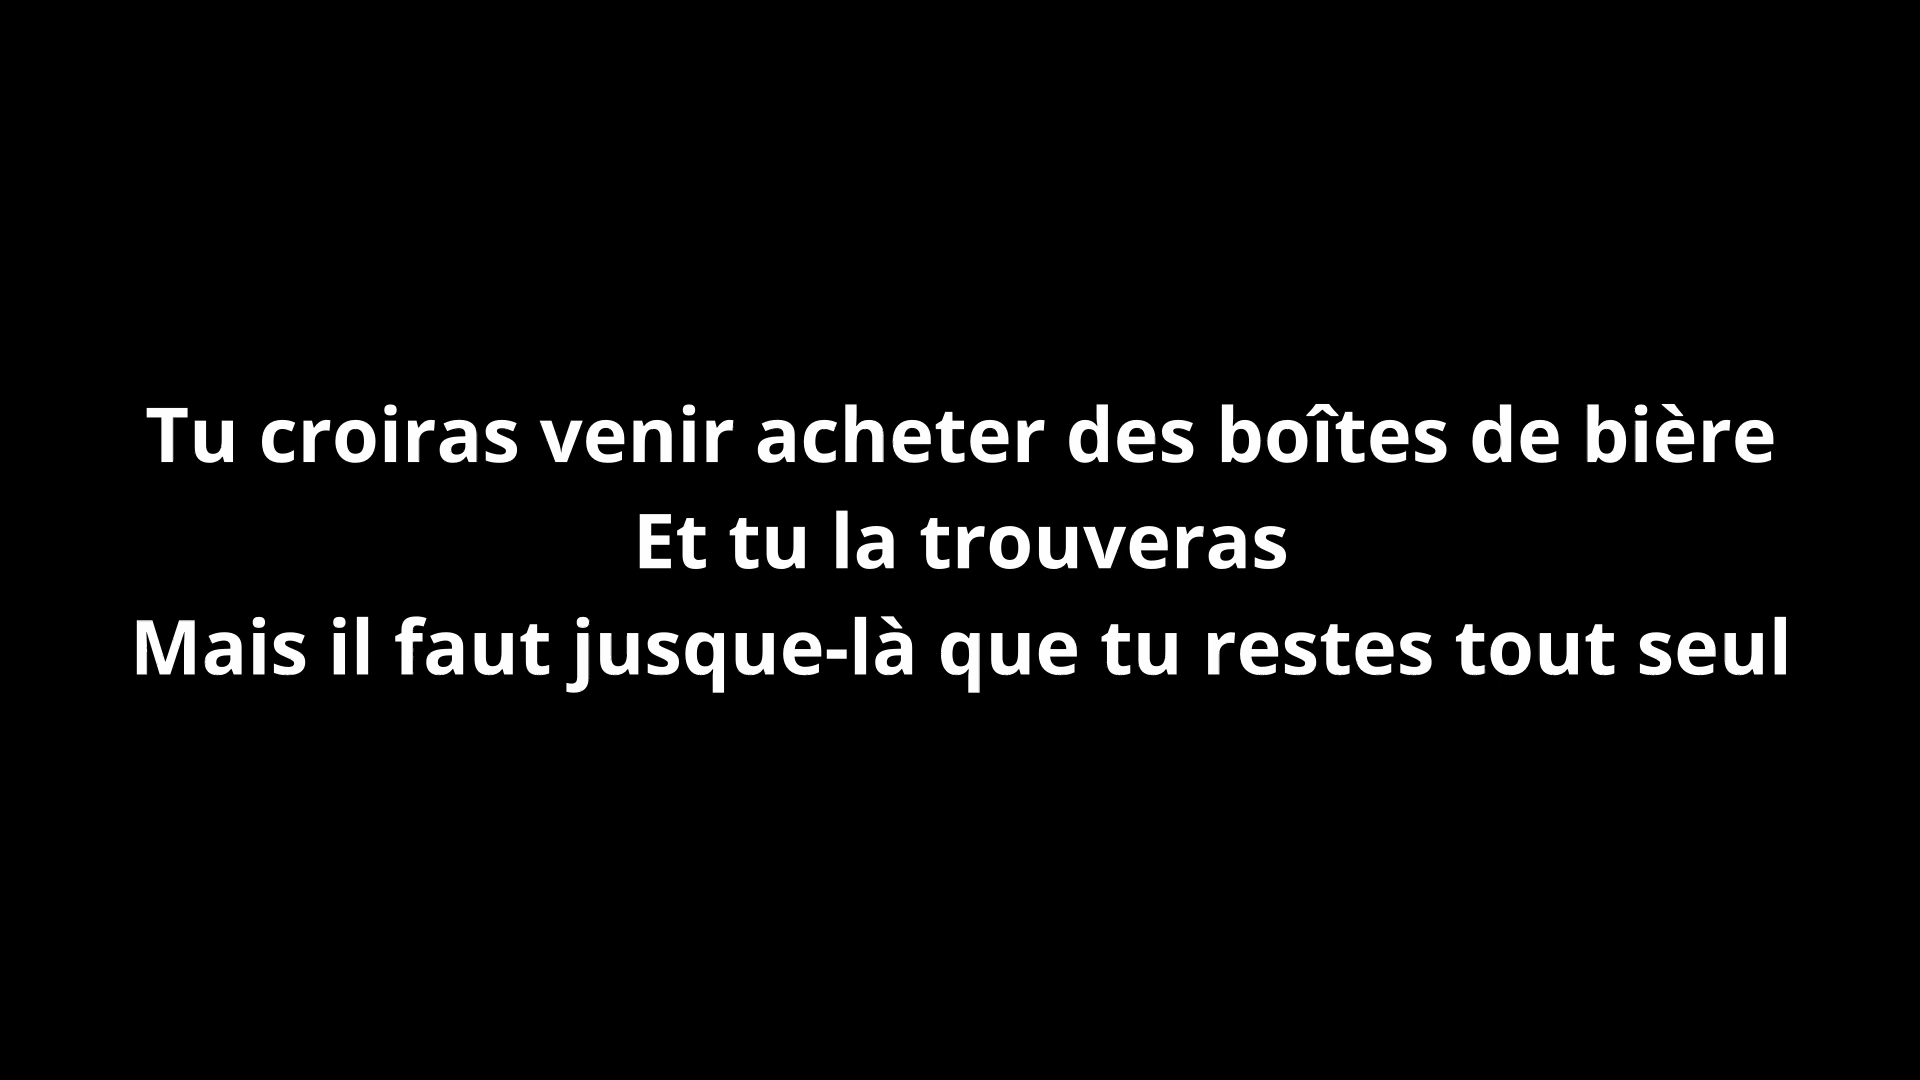 Tu croiras venir acheter des boîtes de bière
Et tu la trouveras
Mais il faut jusque-là que tu restes tout seul